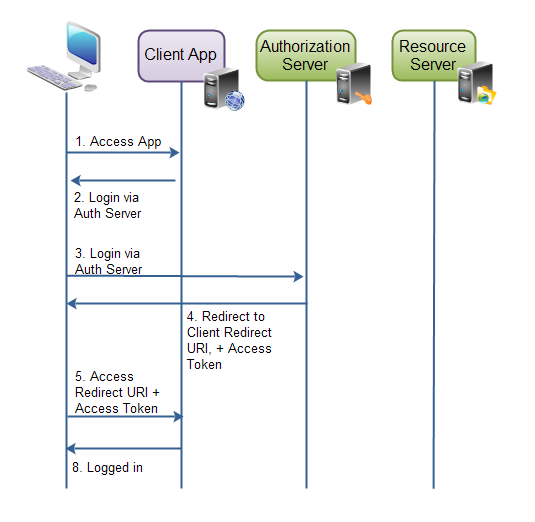 Client App
Authorization
Server
Resource
Server
1. Access App
2. Login via
Auth Server
3. Login via
Auth Server
4. Redirect to
Client Redirect
URI, + Access
Token
5. Access
Redirect URI +
Access Token
8. Logged in